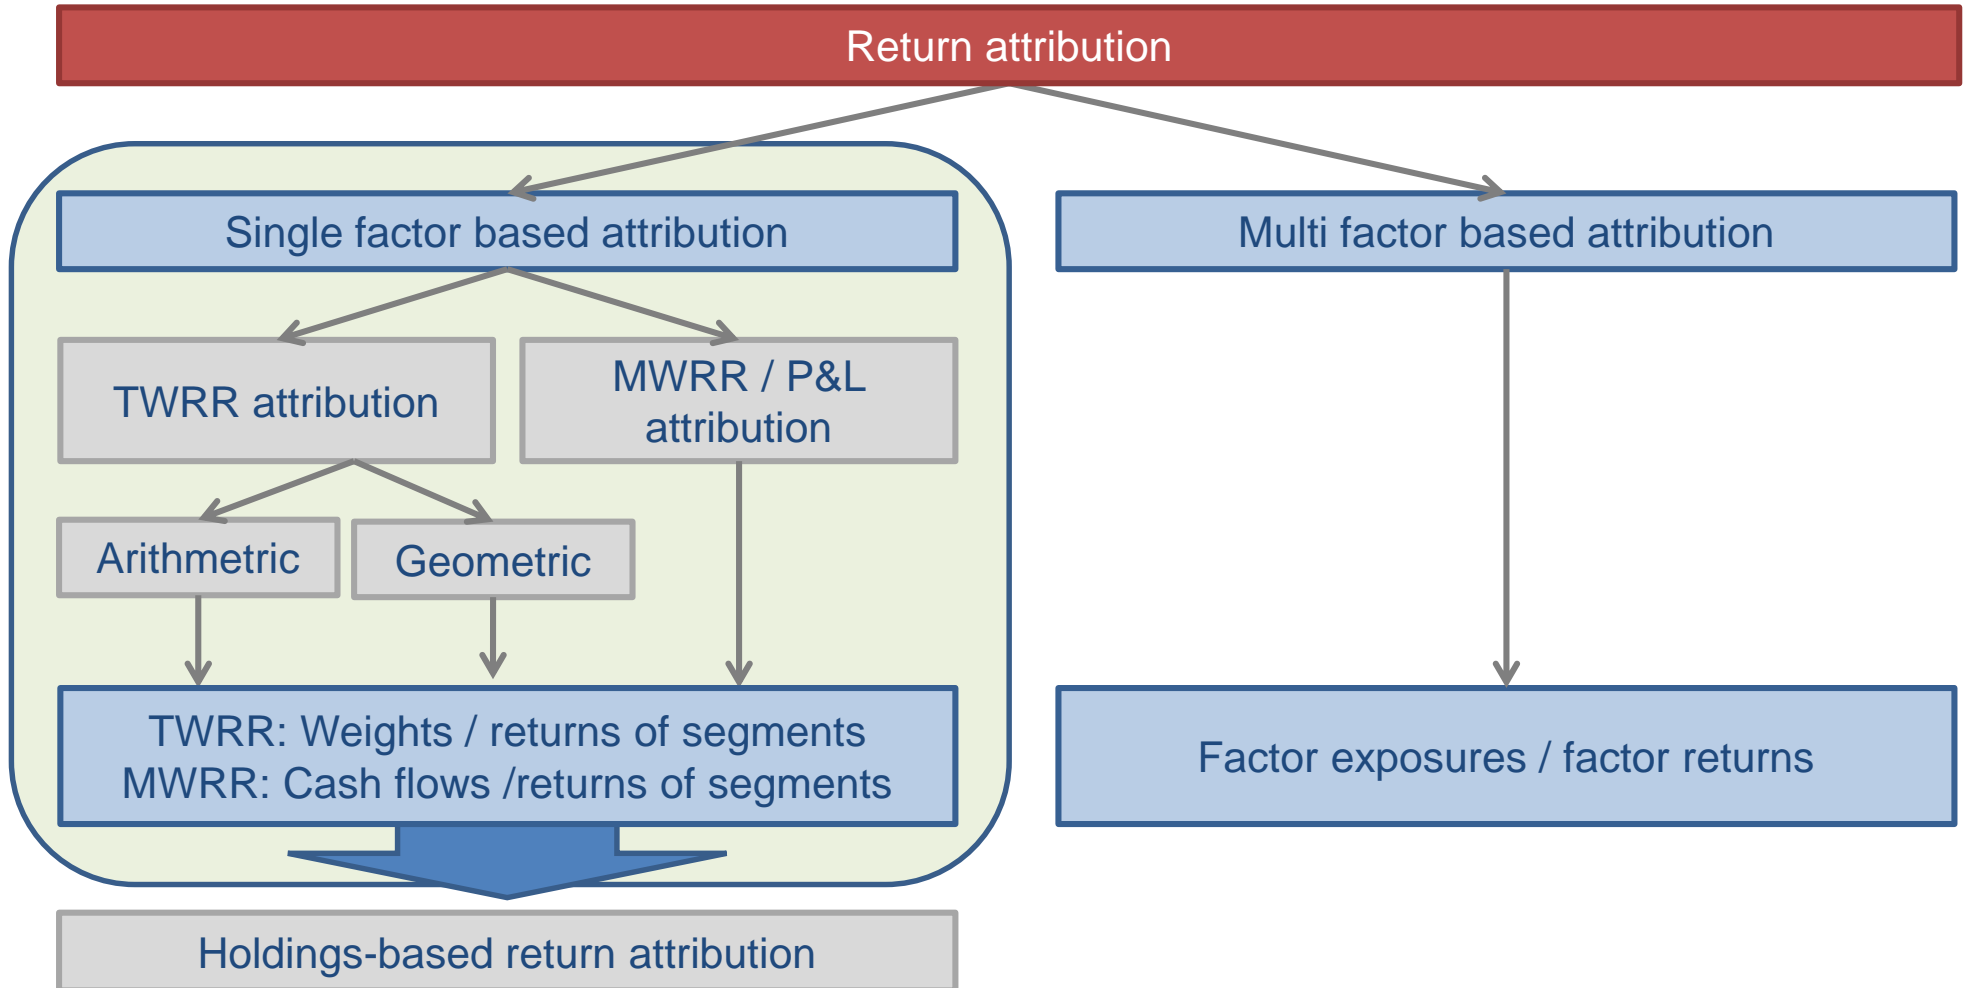 Return attribution
Single factor based attribution
Multi factor based attribution
TWRR attribution
MWRR / P&L
attribution
Arithmetric
Geometric
TWRR: Weights / returns of segments
MWRR: Cash flows /returns of segments
Factor exposures / factor returns
Holdings-based return attribution